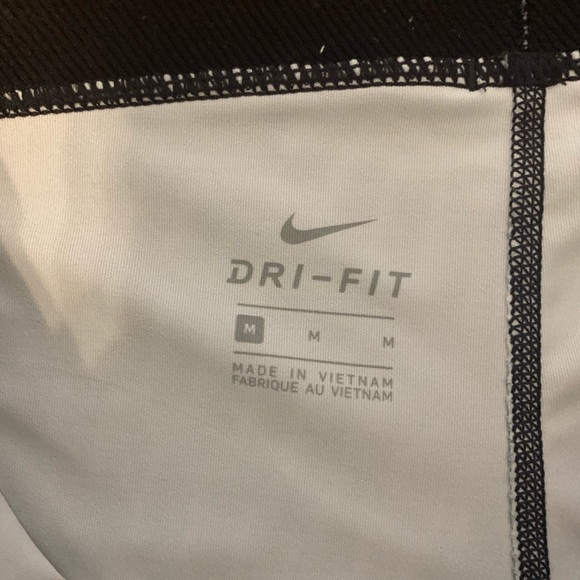 DRI-FIT
M M M
MADE IN VIETNAM
FABRIQUE AU VIETNAM